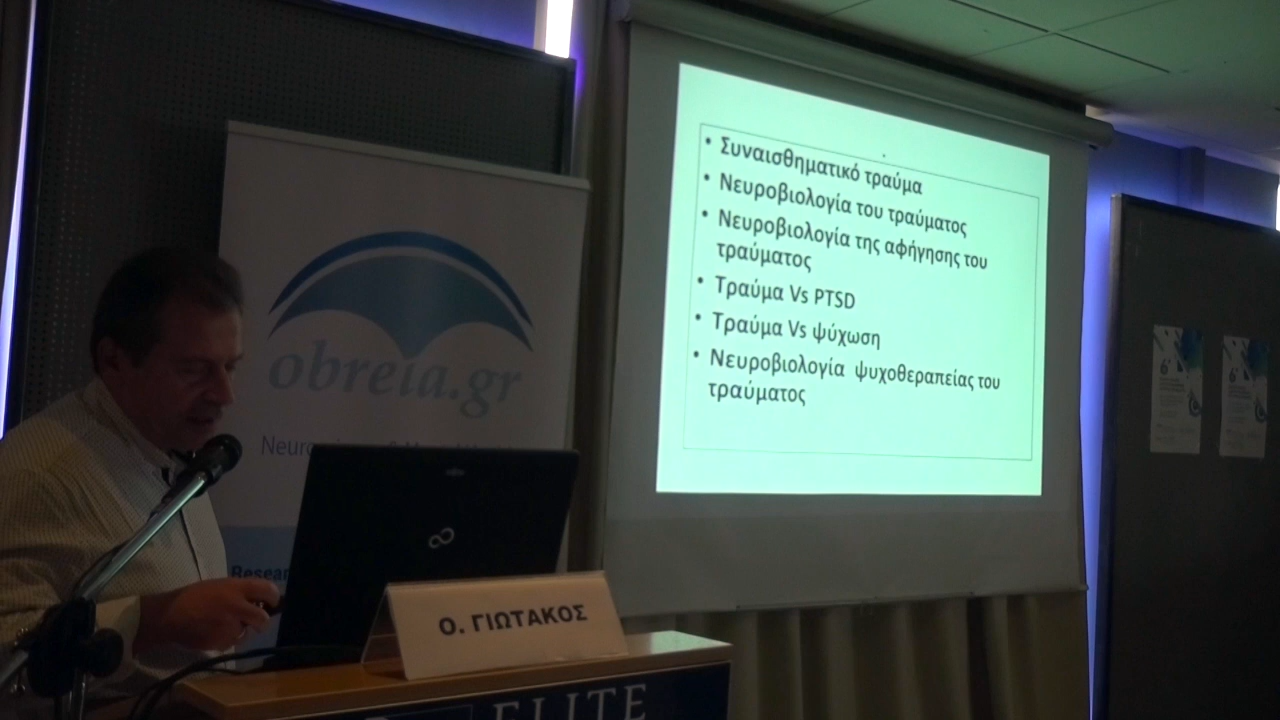 • Συναισθηματικό τραύμα
• Νευροβιολογία του τραύματος
• Νευροβιολογία της αφήγησης του
τραύματος
• Τραύμα Vs PTSD
• Τραύμα Vs ψύχωση
• Νευροβιολογία ψυχοθεραπείας του
τραύματος
obreia.gr
Ο. ΓΙΩΤΑΚΟΣ
ELITE